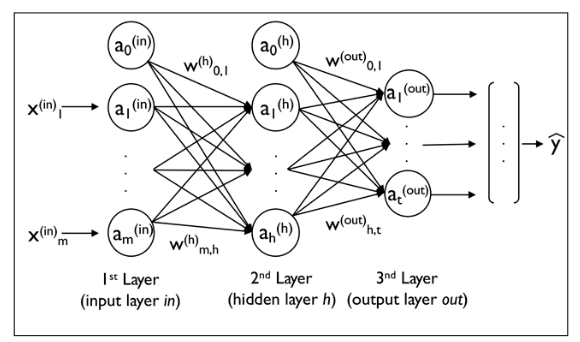 a₀⁽ⁱⁿ⁾ a₀⁽ʰ⁾
w⁽ʰ⁾₀,₁ w⁽ᵒᵘᵗ⁾₀,₁
x⁽ⁱⁿ⁾₁ a₁⁽ⁱⁿ⁾ a₁⁽ʰ⁾ a₁⁽ᵒᵘᵗ⁾
ŷ
x⁽ⁱⁿ⁾ₘ aₘ⁽ⁱⁿ⁾ aₕ⁽ʰ⁾ aₜ⁽ᵒᵘᵗ⁾
w⁽ʰ⁾ₘ,ₕ w⁽ᵒᵘᵗ⁾ₕ,ₜ
1ˢᵗ Layer 2ⁿᵈ Layer 3ⁿᵈ Layer
(input layer in) (hidden layer h) (output layer out)